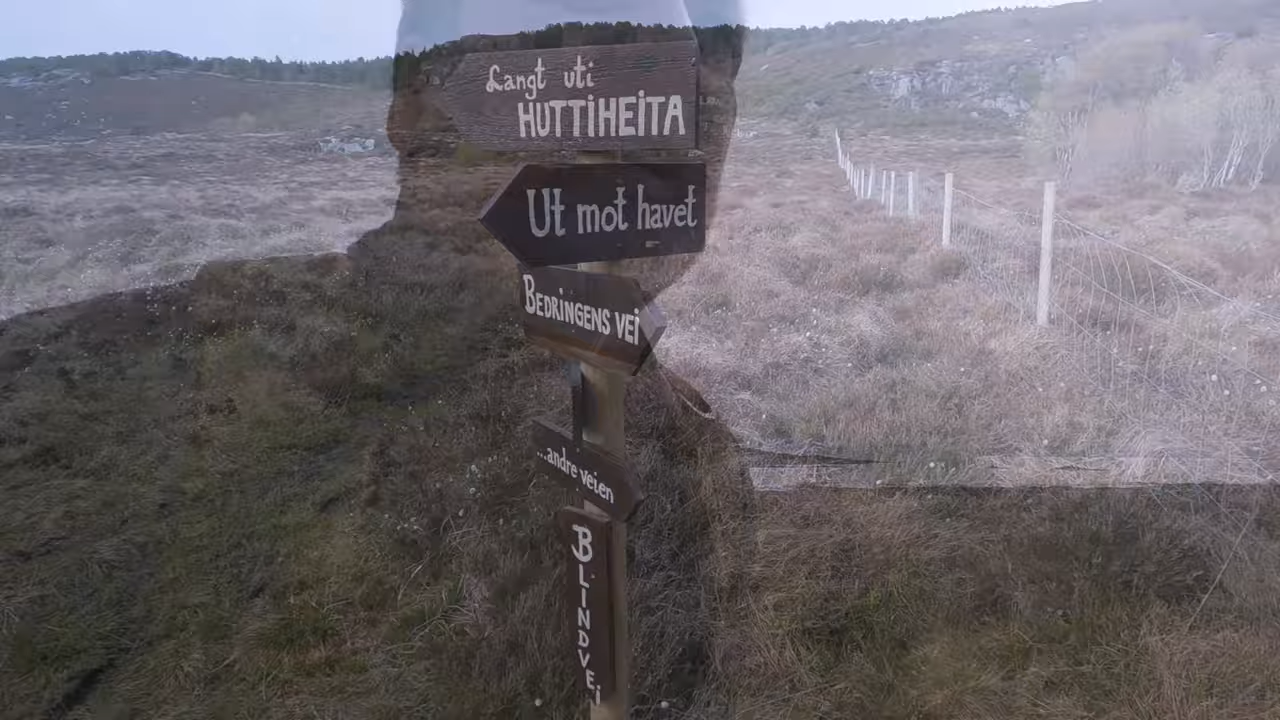 Langt uti
HUTTiHEiTA
Ut mot havet
BEDRINGENS VEi
...andre veien
BLINDVEi